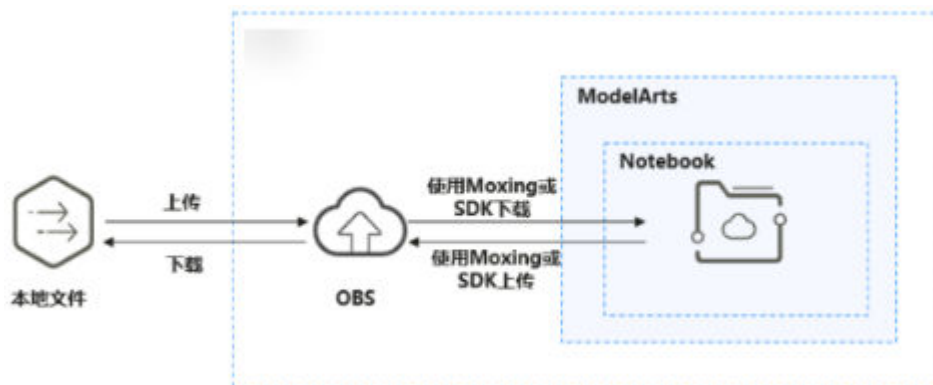 ModelArts
Notebook
使用Moxing或
SDK下载
上传
下载
使用Moxing或
SDK上传
本地文件
OBS